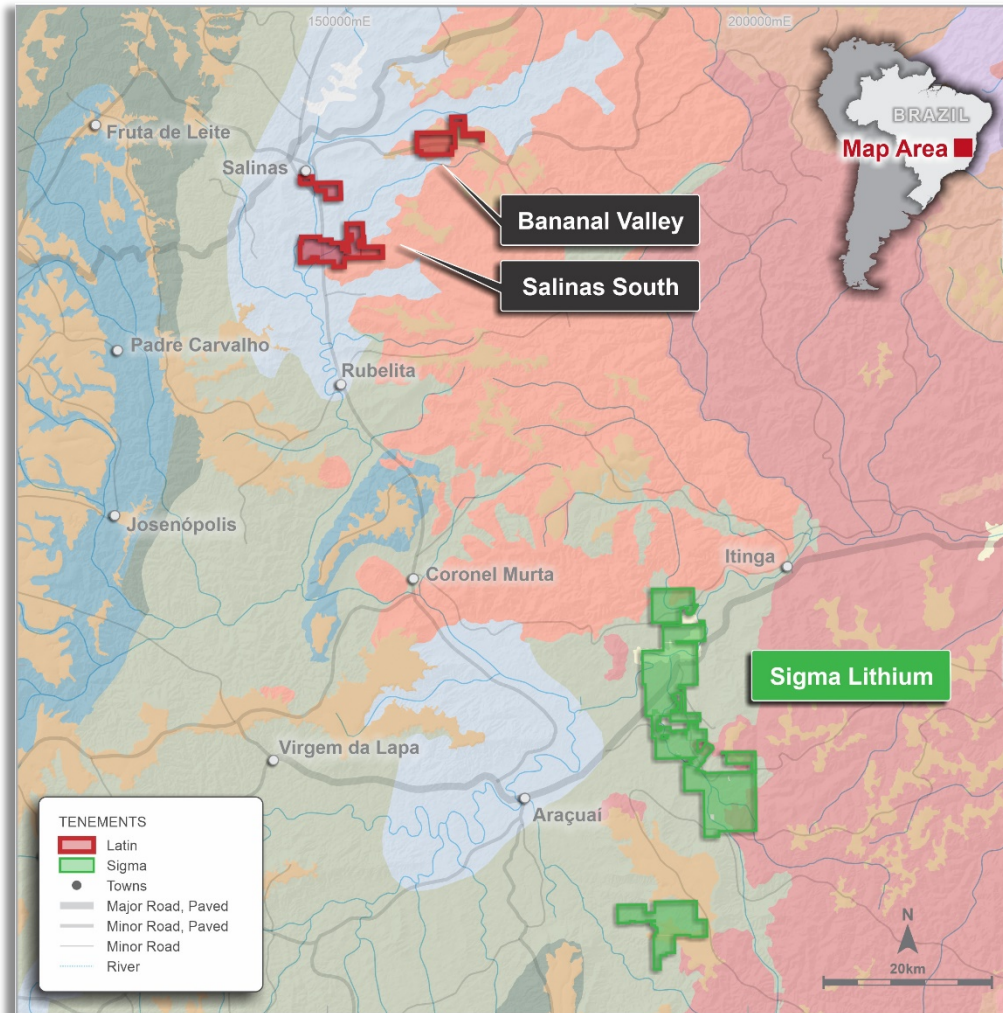 150000mE
200000mE
BRAZIL
Map Area
Fruta de Leite
Salinas
Bananal Valley
Salinas South
Padre Carvalho
Rubelita
Josenópolis
Coronel Murta
Itinga
Sigma Lithium
Virgem da Lapa
Araçuaí
TENEMENTS
Latin
Sigma
Towns
Major Road, Paved
Minor Road, Paved
Minor Road
River
N
20km